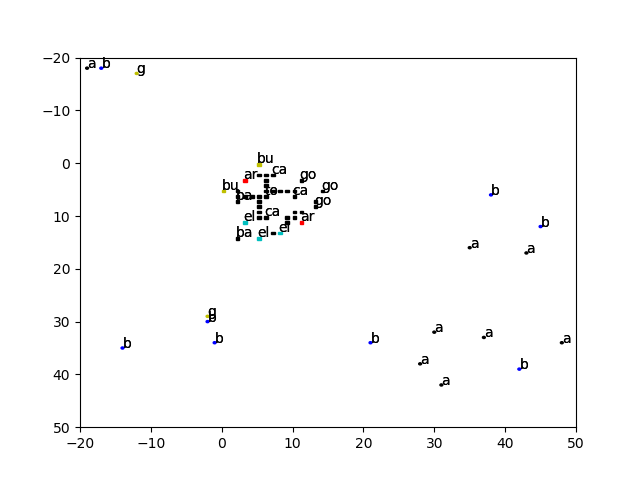 −20
a b g
−10
0
bu
ar ca go
bu ba ca go
b
go
10
el ca ar
b
ba el el
a a
20
g
30
a
b b b a a
a b
40
a
50
−20 −10 0 10 20 30 40 50